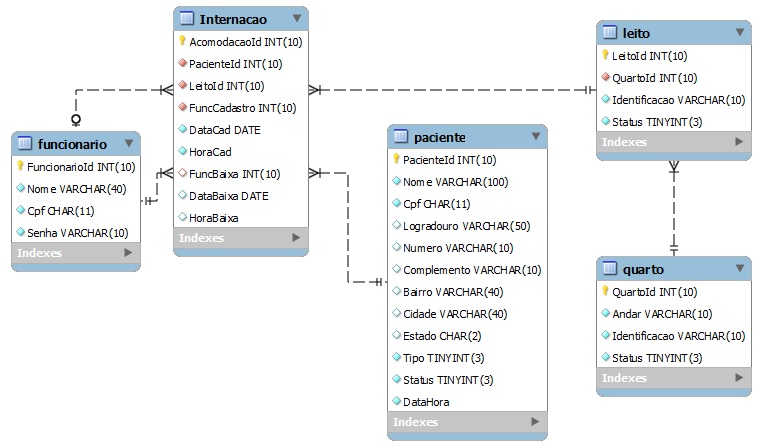 Internacao
AcomodacaoId INT(10)
PacienteId INT(10)
LeitoId INT(10)
FuncCadastro INT(10)
DataCad DATE
HoraCad
FuncBaixa INT(10)
DataBaixa DATE
HoraBaixa
Indexes
funcionario
FuncionarioId INT(10)
Nome VARCHAR(40)
Cpf CHAR(11)
Senha VARCHAR(10)
Indexes
paciente
PacienteId INT(10)
Nome VARCHAR(100)
Cpf CHAR(11)
Logradouro VARCHAR(50)
Numero VARCHAR(10)
Complemento VARCHAR(10)
Bairro VARCHAR(40)
Cidade VARCHAR(40)
Estado CHAR(2)
Tipo TINYINT(3)
Status TINYINT(3)
DataHora
Indexes
leito
LeitoId INT(10)
QuartoId INT(10)
Identificacao VARCHAR(10)
Status TINYINT(3)
Indexes
quarto
QuartoId INT(10)
Andar VARCHAR(10)
Identificacao VARCHAR(10)
Status TINYINT(3)
Indexes